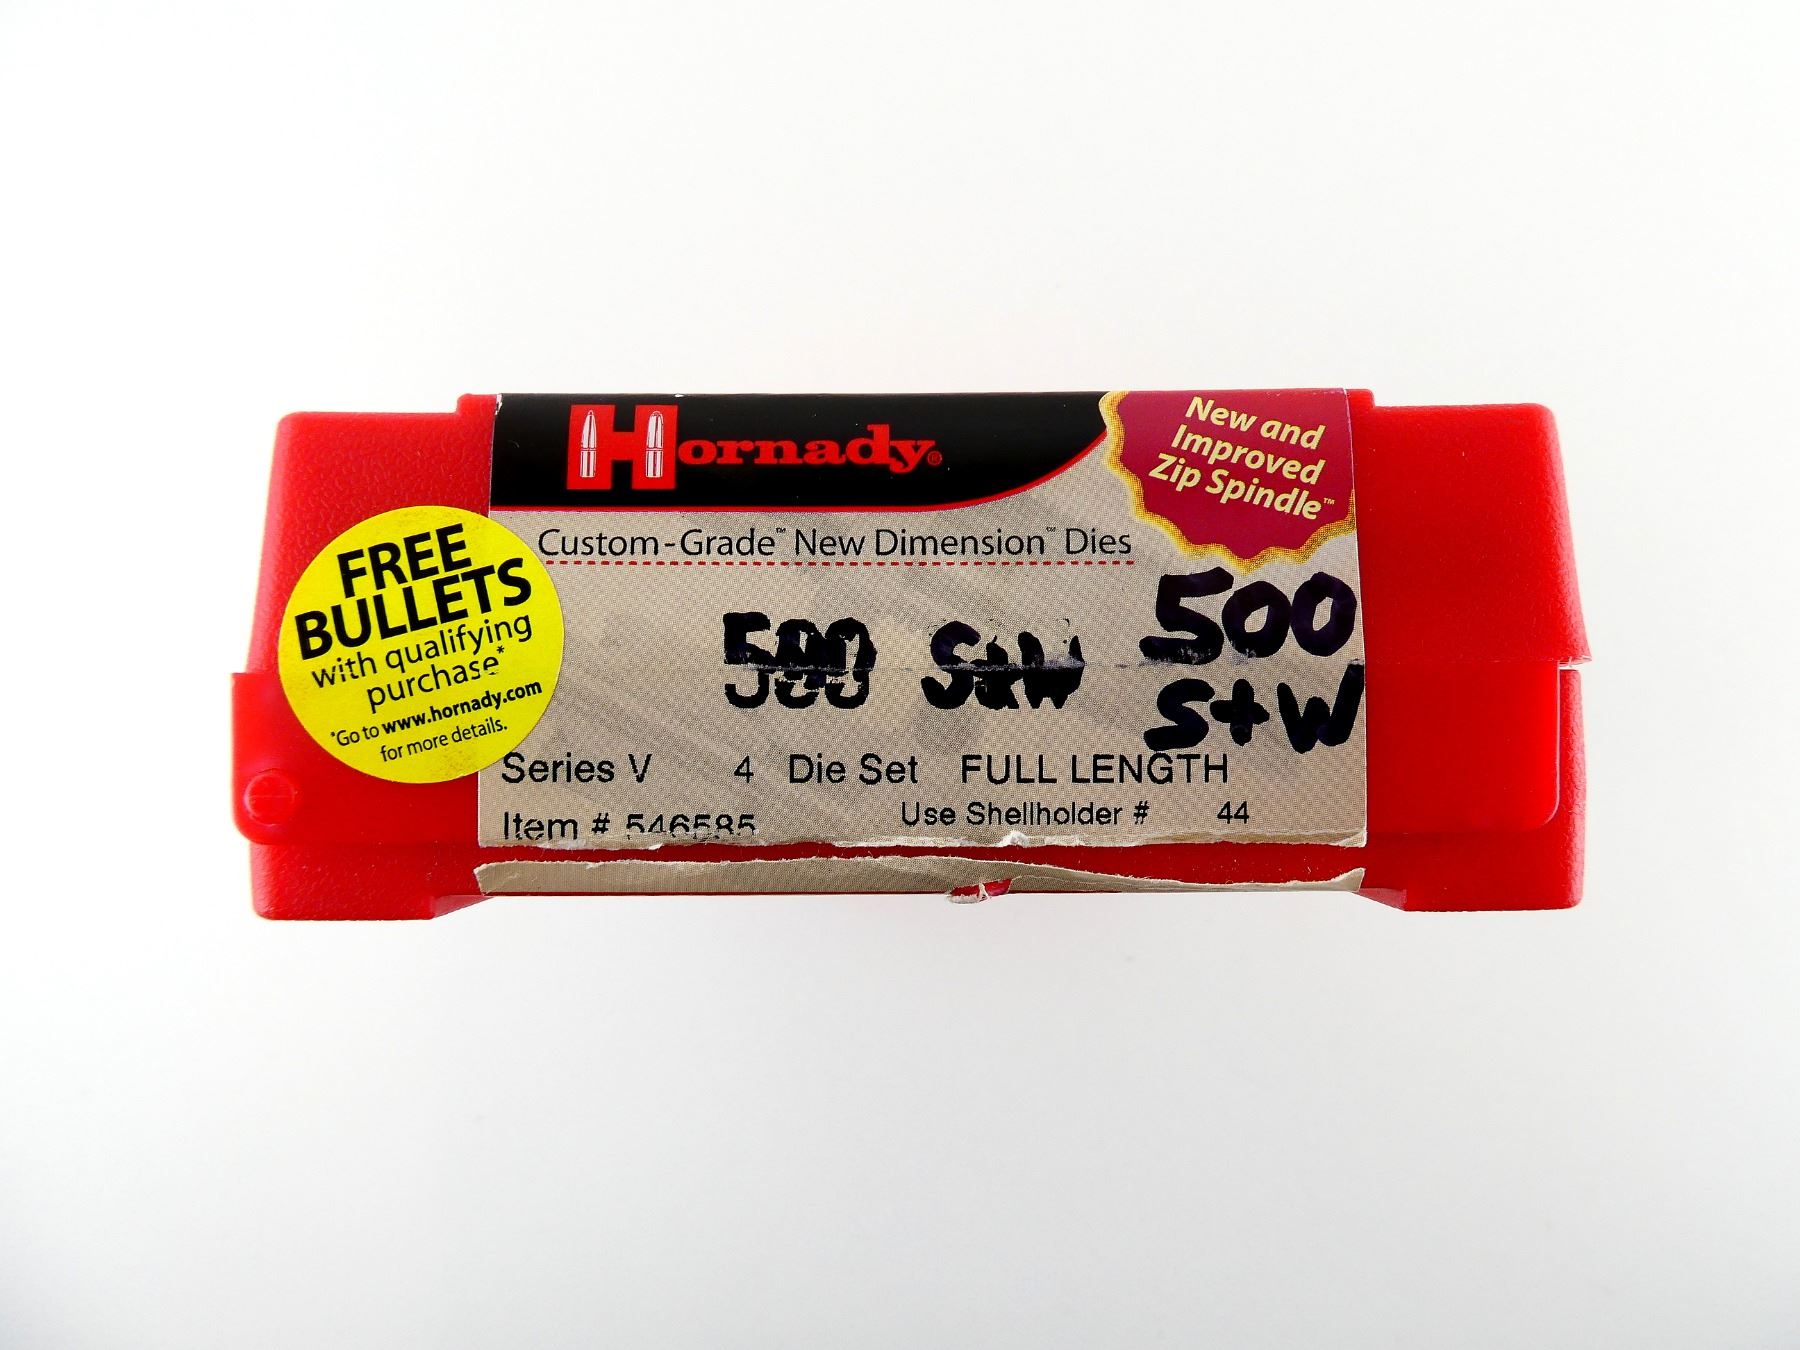 Hornady®
New and
Improved
Zip Spindle™
Custom-Grade™ New Dimension™ Dies
FREE
BULLETS
with qualifying
purchase*
*Go to www.hornady.com
for more details.
500 S&W
500
S+W
Series V 4 Die Set FULL LENGTH
Use Shellholder # 44
Item # 546585